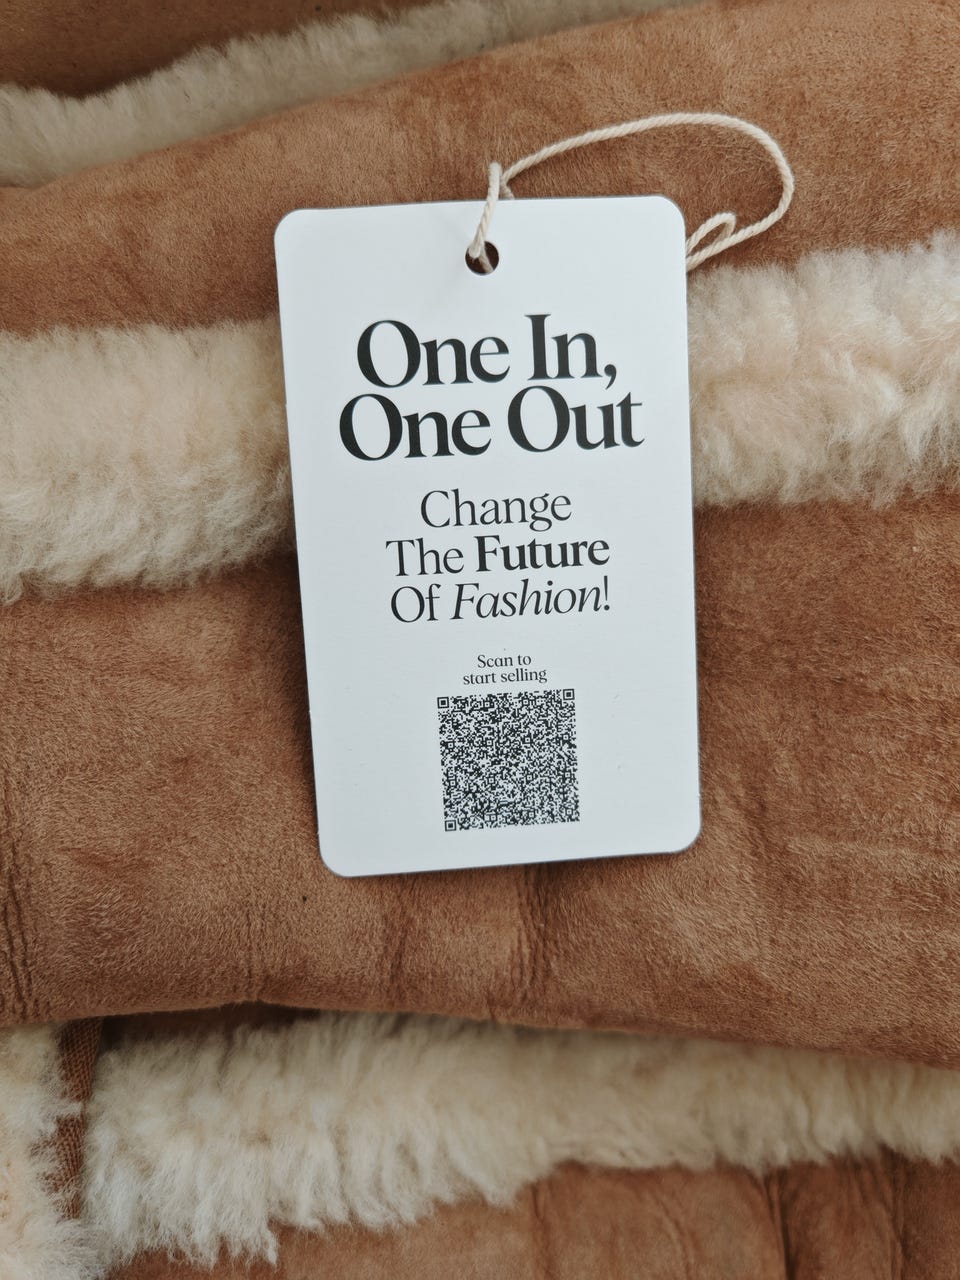 One In,
One Out
Change
The Future
Of Fashion!
Scan to
start selling